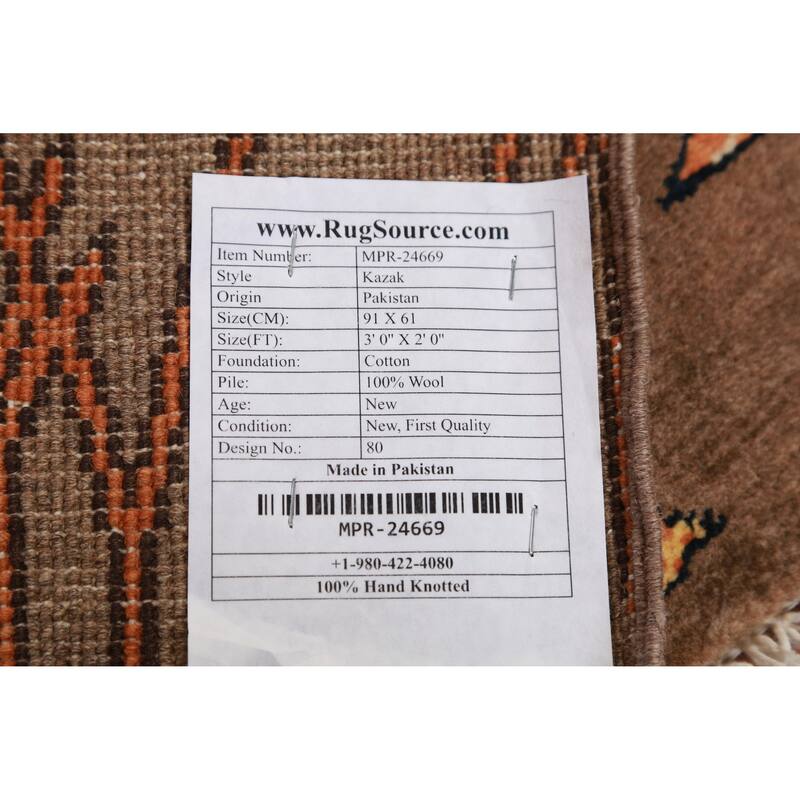 www.RugSource.com
Item Number: MPR-24669
Style Kazak
Origin Pakistan
Size(CM): 91 X 61
Size(FT): 3' 0" X 2' 0"
Foundation: Cotton
Pile: 100% Wool
Age: New
Condition: New, First Quality
Design No.: 80
Made in Pakistan
MPR-24669
+1-980-422-4080
100% Hand Knotted